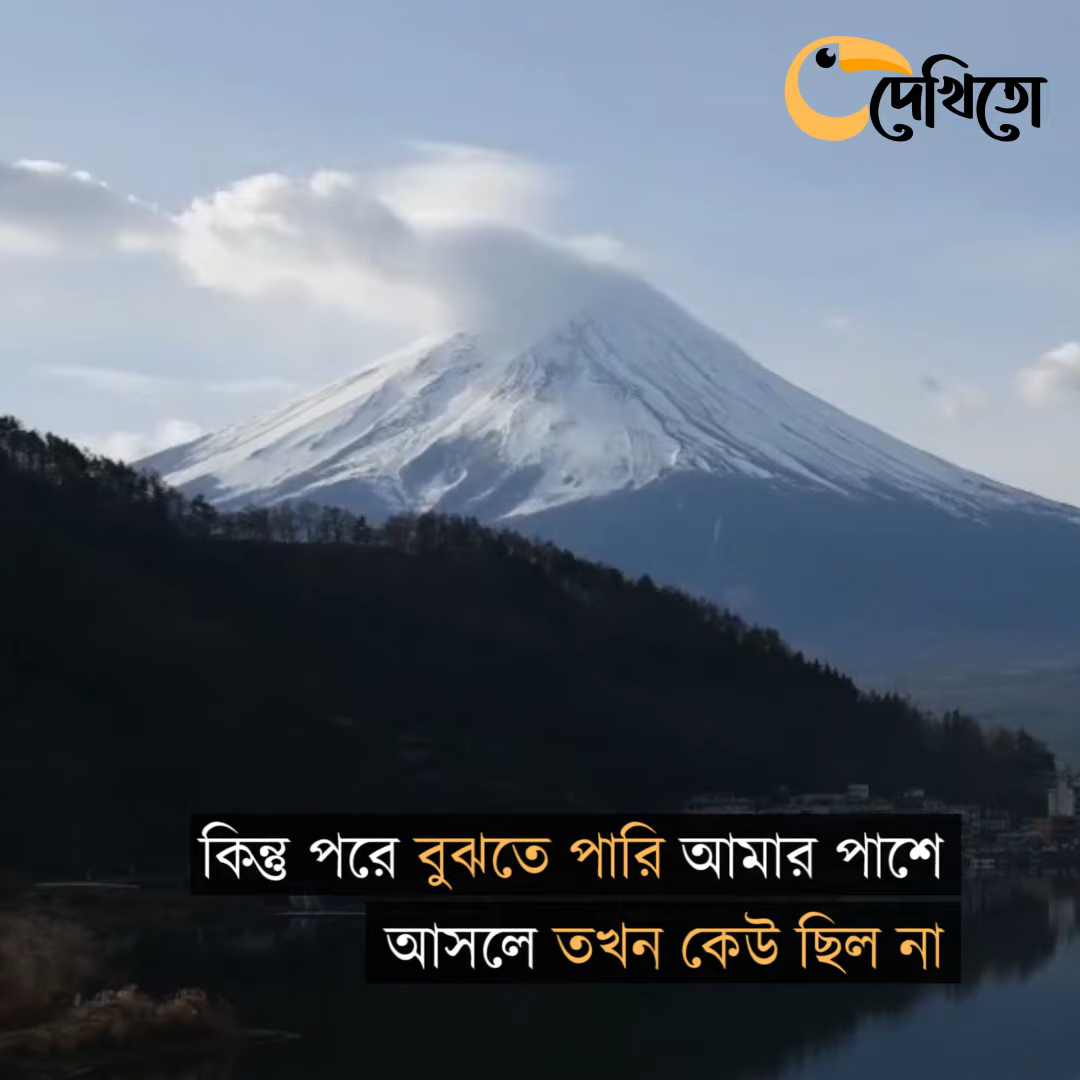 দেখিতো
কিন্তু পরে বুঝতে পারি আমার পাশে
আসলে তখন কেউ ছিল না